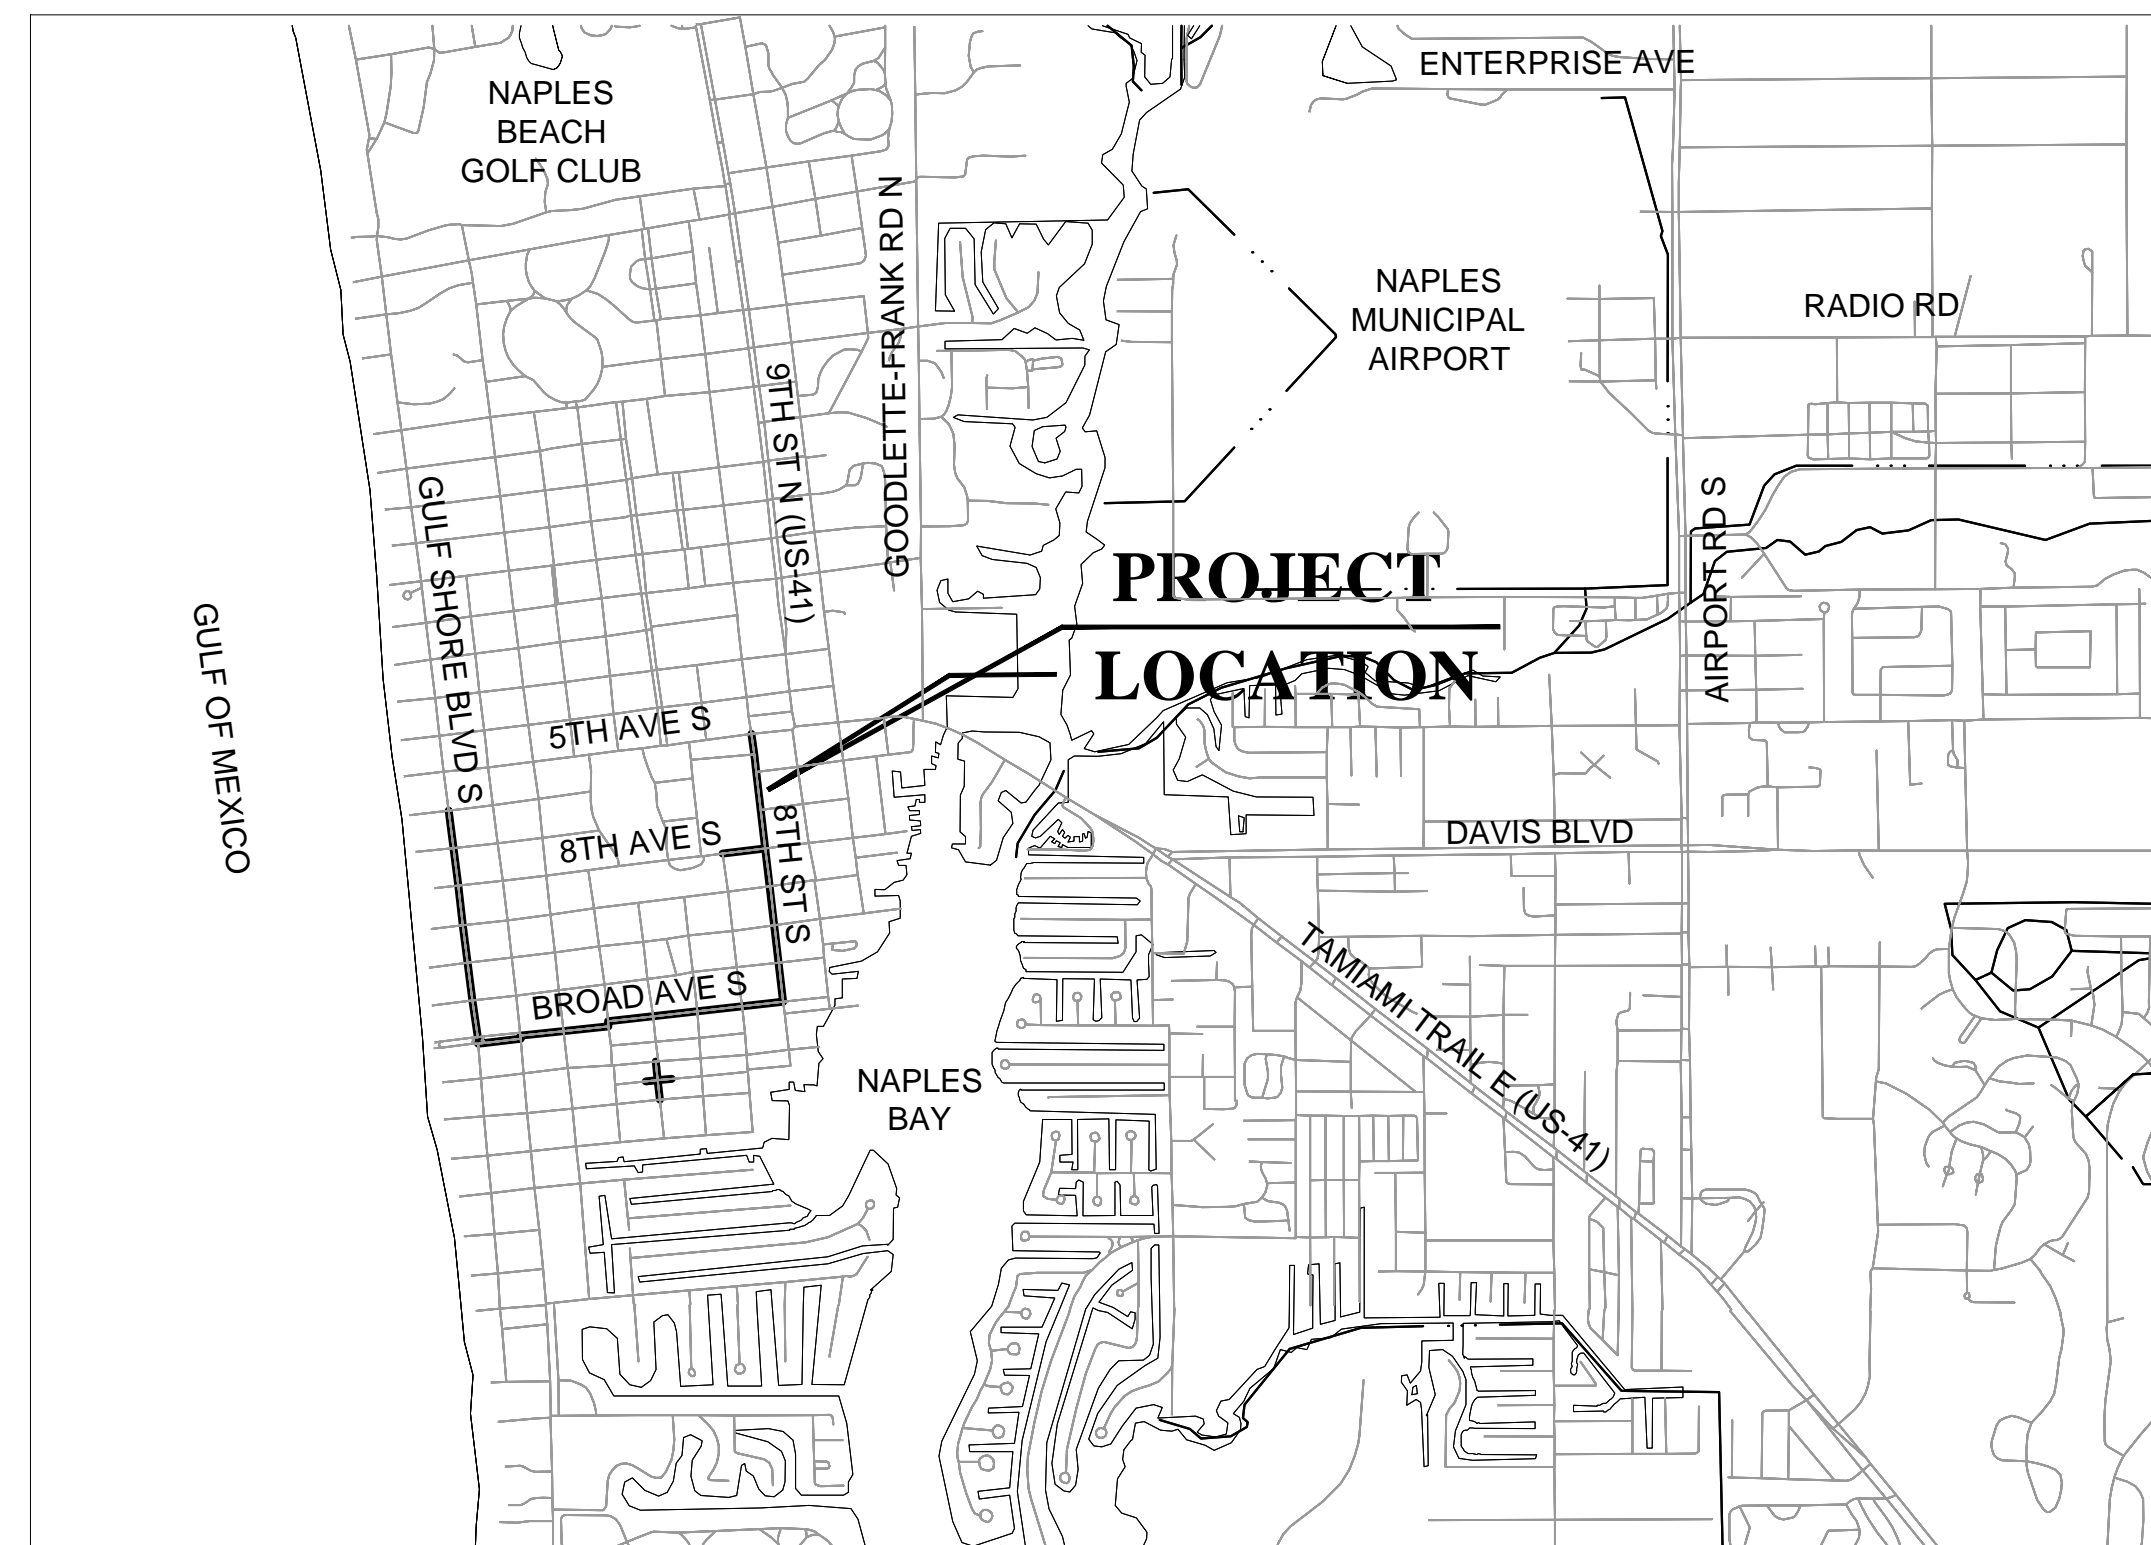 ENTERPRISE AVE
NAPLES
BEACH
GOLF CLUB
GOODLETTE-FRANK RD N
NAPLES
MUNICIPAL
AIRPORT
RADIO RD
9TH ST N (US-41)
GULF SHORE BLVD S
AIRPORT RD S
PROJECT
LOCATION
GULF OF MEXICO
5TH AVE S
8TH AVE S
8TH ST S
DAVIS BLVD
BROAD AVE S
TAMIAMI TRAIL E (US-41)
NAPLES
BAY